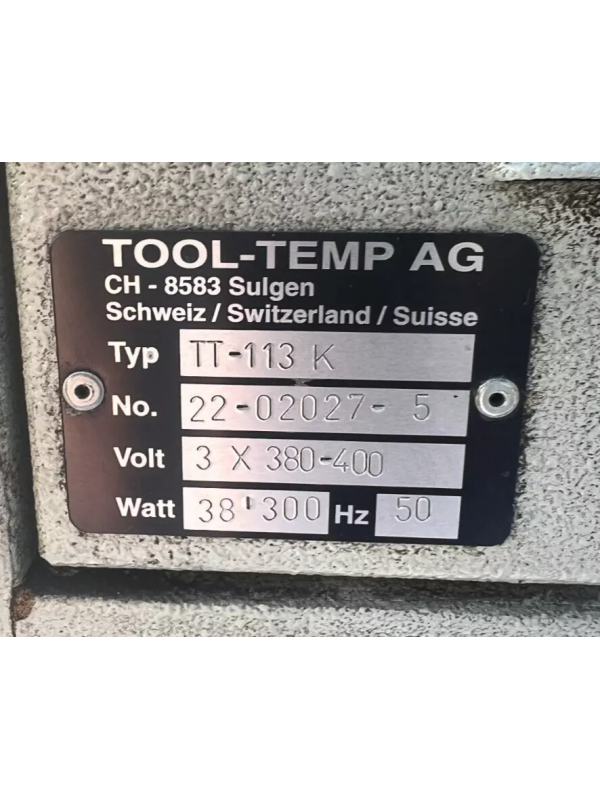 TOOL-TEMP AG
CH - 8583 Sulgen
Schweiz / Switzerland / Suisse
Typ TT-113 K
No. 22-02027- 5
Volt 3 X 380-400
Watt 38'300 Hz 50